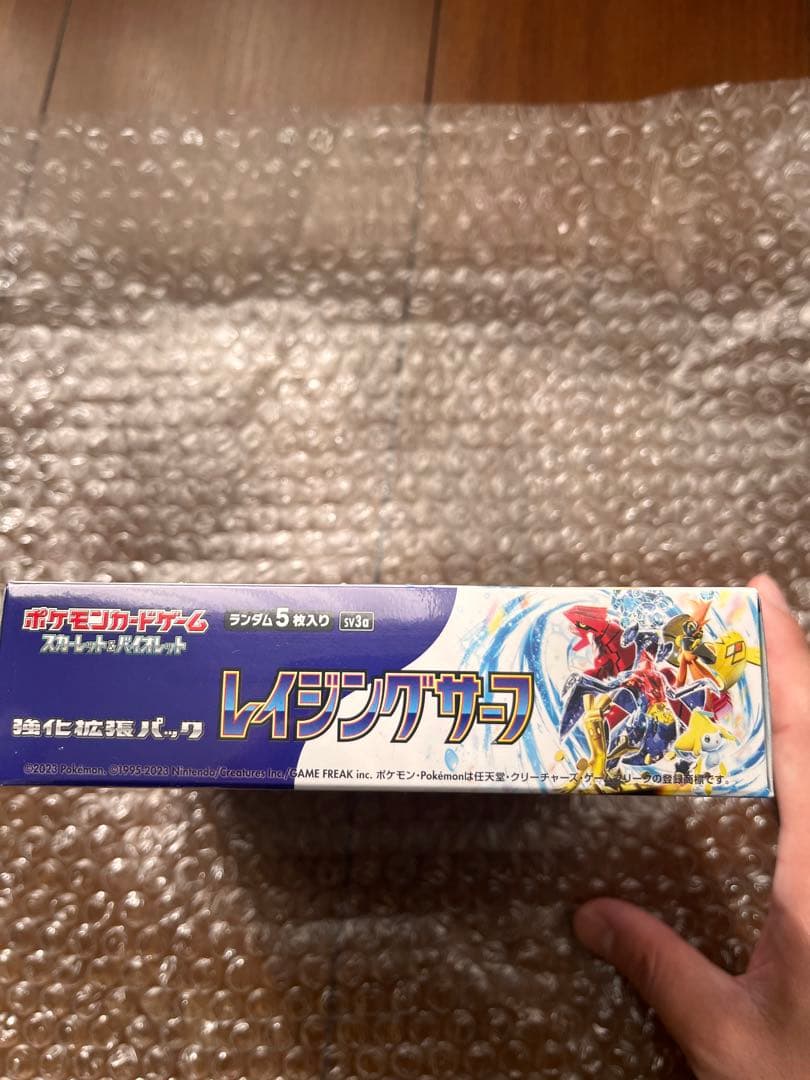 ポケモンカードゲーム
スカーレット&バイオレット
ランダム5枚入り sv3a
強化拡張パック
レイジングサーフ
©2023 Pokémon. ©1995-2023 Nintendo/Creatures Inc./GAME FREAK inc. ポケモン・Pokémonは任天堂・クリーチャーズ・ゲームフリークの登録商標です。